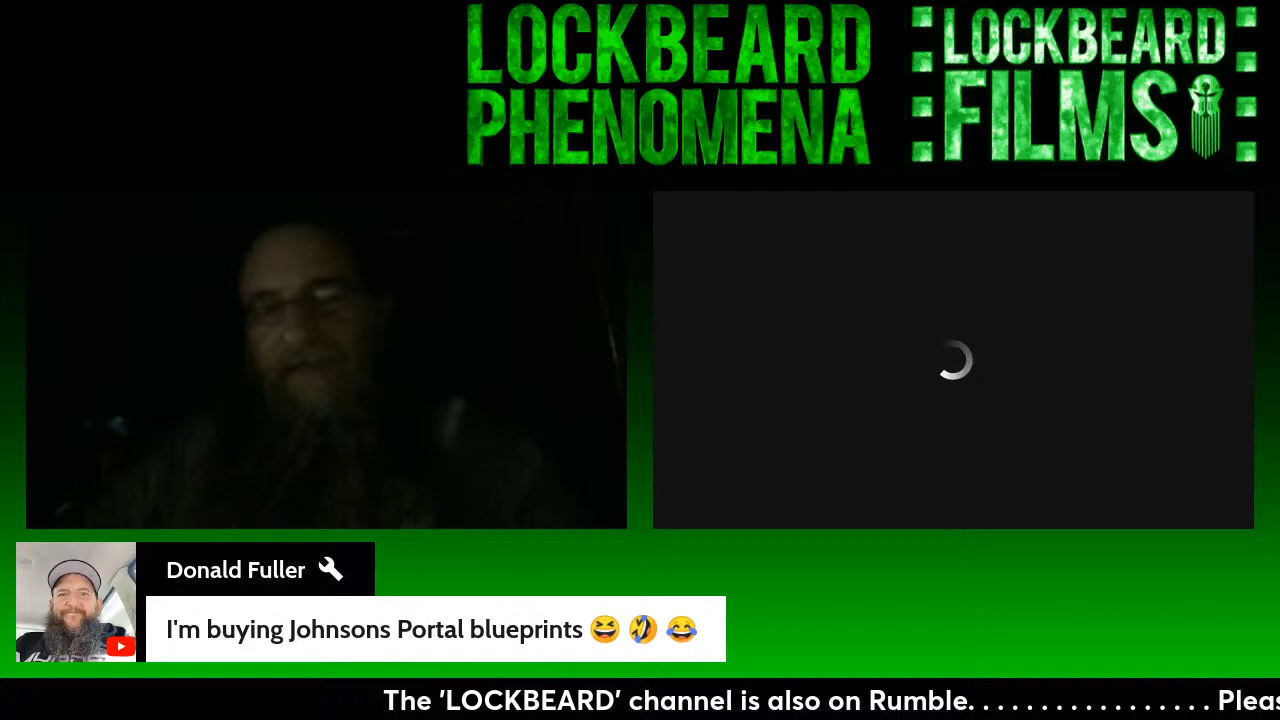 LOCKBEARD
PHENOMENA
LOCKBEARD
FILMS
Donald Fuller
I'm buying Johnsons Portal blueprints 😆 🤣 😂
The 'LOCKBEARD' channel is also on Rumble. . . . . . . . . . . . . . . . . Pleas